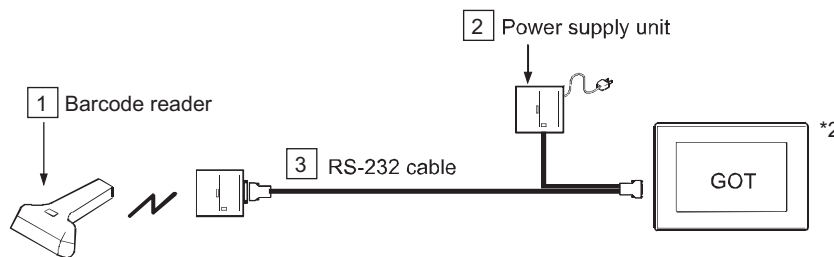 2 Power supply unit
1 Barcode reader
*2
3 RS-232 cable
GOT